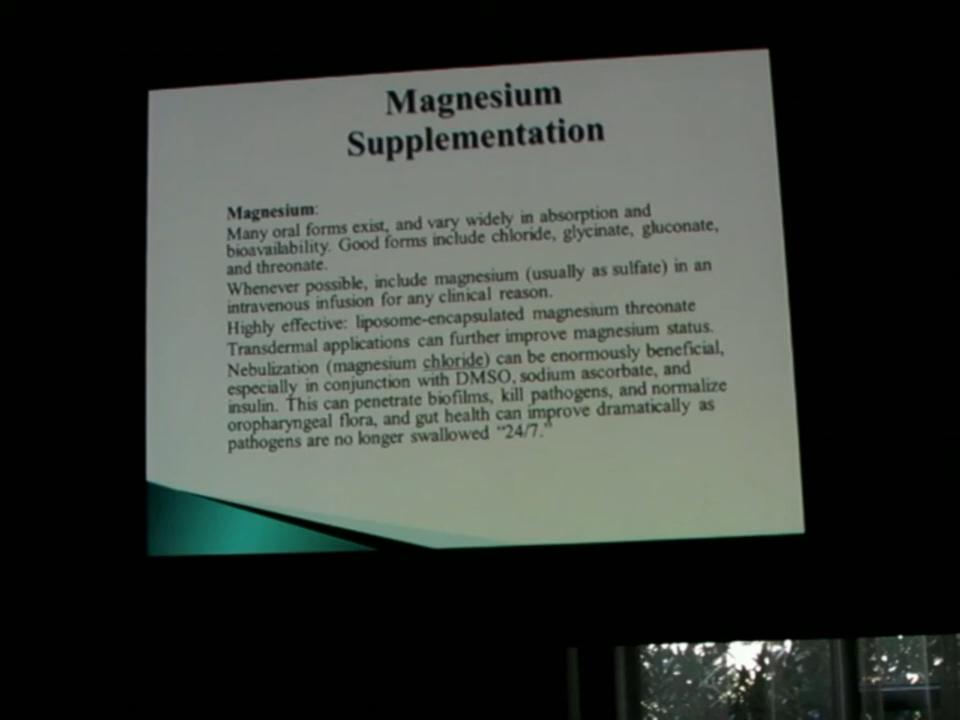 Magnesium
Supplementation
Magnesium:
Many oral forms exist, and vary widely in absorption and
bioavailability. Good forms include chloride, glycinate, gluconate,
and threonate.
Whenever possible, include magnesium (usually as sulfate) in an
intravenous infusion for any clinical reason.
Highly effective: liposome-encapsulated magnesium threonate
Transdermal applications can further improve magnesium status.
Nebulization (magnesium chloride) can be enormously beneficial,
especially in conjunction with DMSO, sodium ascorbate, and
insulin. This can penetrate biofilms, kill pathogens, and normalize
oropharyngeal flora, and gut health can improve dramatically as
pathogens are no longer swallowed “24/7.”